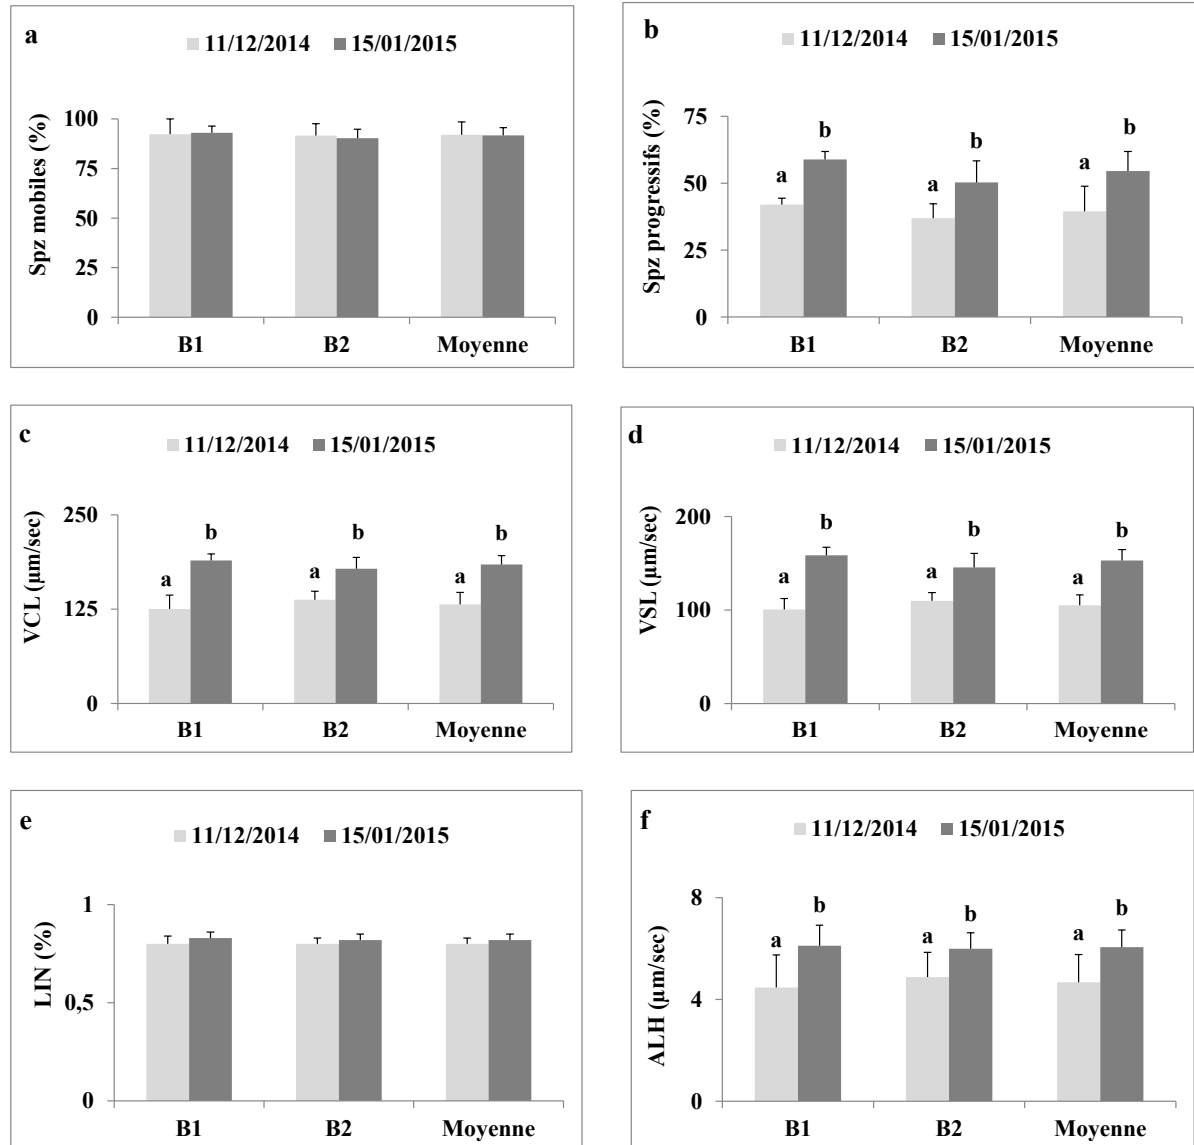 a
11/12/2014 15/01/2015
Spz mobiles (%)
100
75
50
25
0
B1 B2 Moyenne
b
11/12/2014 15/01/2015
Spz progressifs (%)
75
50
25
0
a b a b a b
B1 B2 Moyenne
c
11/12/2014 15/01/2015
VCL (µm/sec)
250
125
0
a b a b a b
B1 B2 Moyenne
d
11/12/2014 15/01/2015
VSL (µm/sec)
200
100
0
a b a b a b
B1 B2 Moyenne
e
11/12/2014 15/01/2015
LIN (%)
1
0,5
0
B1 B2 Moyenne
f
11/12/2014 15/01/2015
ALH (µm/sec)
8
4
0
a b a b a b
B1 B2 Moyenne